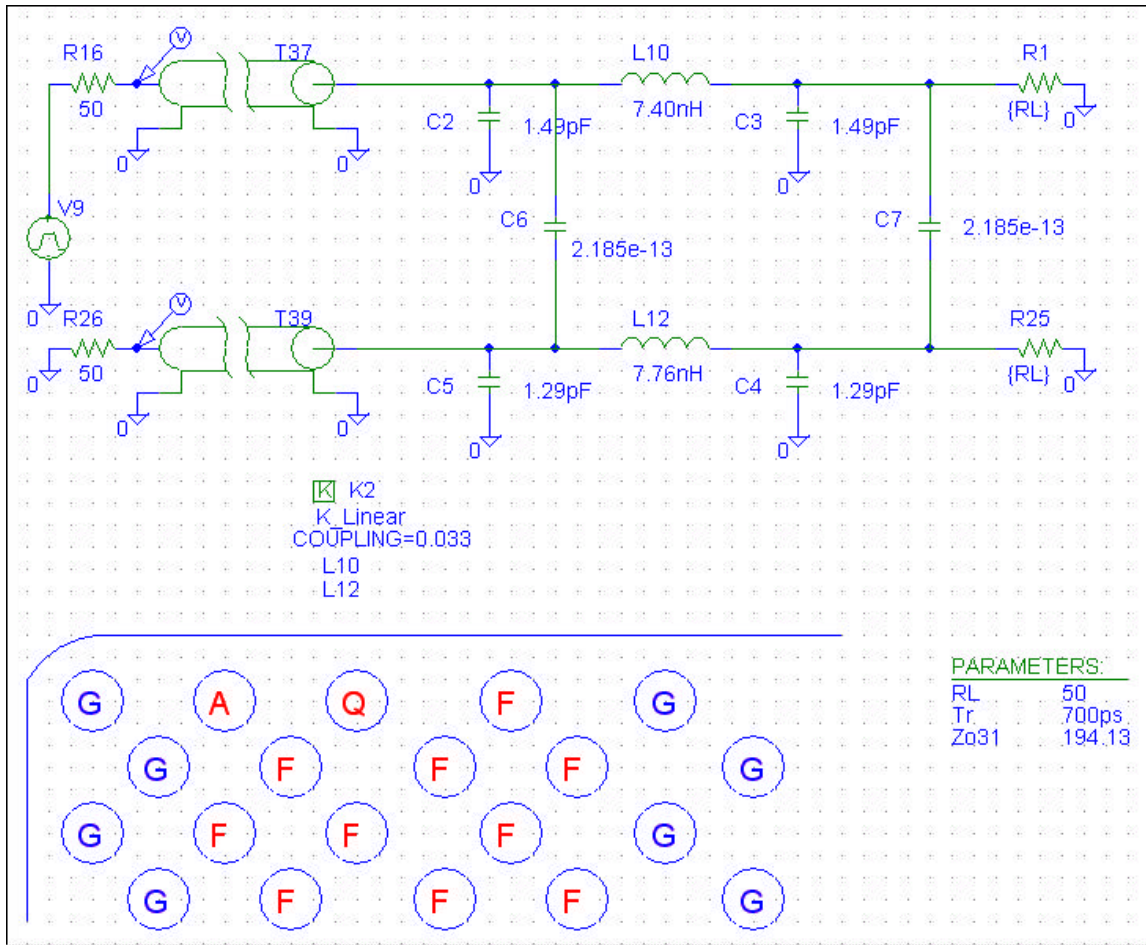 R16
T37
L10
R1
50
C2
1.49pF
7.40nH
C3
1.49pF
{RL}
0
0
0
0
0
V9
C6
2.185e-13
C7
2.185e-13
0
R26
T39
L12
R25
0
50
C5
1.29pF
7.76nH
C4
1.29pF
{RL}
0
0
0
0
0
K K2
K_Linear
COUPLING=0.033
L10
L12
PARAMETERS:
RL 50
Tr 700ps
Zo31 194.13
G A Q F G
G F F F G
G F F F G
G F F F G